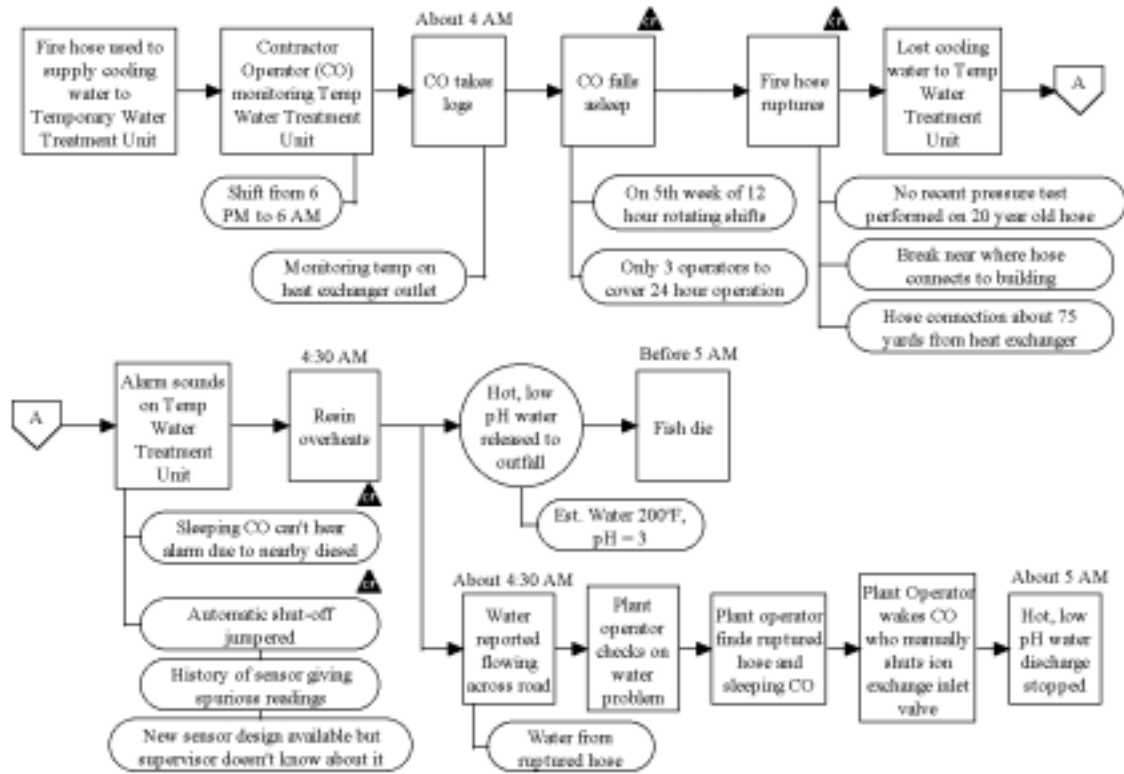 About 4 AM
Fire hose used to
supply cooling
water to
Temporary Water
Treatment Unit
Contractor
Operator (CO)
monitoring Temp
Water Treatment
Unit
CO takes
logs
CF
CO falls
asleep
CF
Fire hose
ruptures
Lost cooling
water to Temp
Water
Treatment
Unit
A
Shift from 6
PM to 6 AM
Monitoring temp on
heat exchanger outlet
On 5th week of 12
hour rotating shifts
Only 3 operators to
cover 24 hour operation
No recent pressure test
performed on 20 year old hose
Break near where hose
connects to building
Hose connection about 75
yards from heat exchanger
A
Alarm sounds
on Temp
Water
Treatment
Unit
4:30 AM
Resin
overheats
Hot, low
pH water
released to
outfall
Before 5 AM
Fish die
CF
Sleeping CO can't hear
alarm due to nearby diesel
CF
Automatic shut-off
jumpered
History of sensor giving
spurious readings
New sensor design available but
supervisor doesn't know about it
Est. Water 200°F,
pH = 3
About 4:30 AM
Water
reported
flowing
across road
Plant
operator
checks on
water
problem
Plant operator
finds ruptured
hose and
sleeping CO
Plant Operator
wakes CO
who manually
shuts ion
exchange inlet
valve
About 5 AM
Hot, low
pH water
discharge
stopped
Water from
ruptured hose